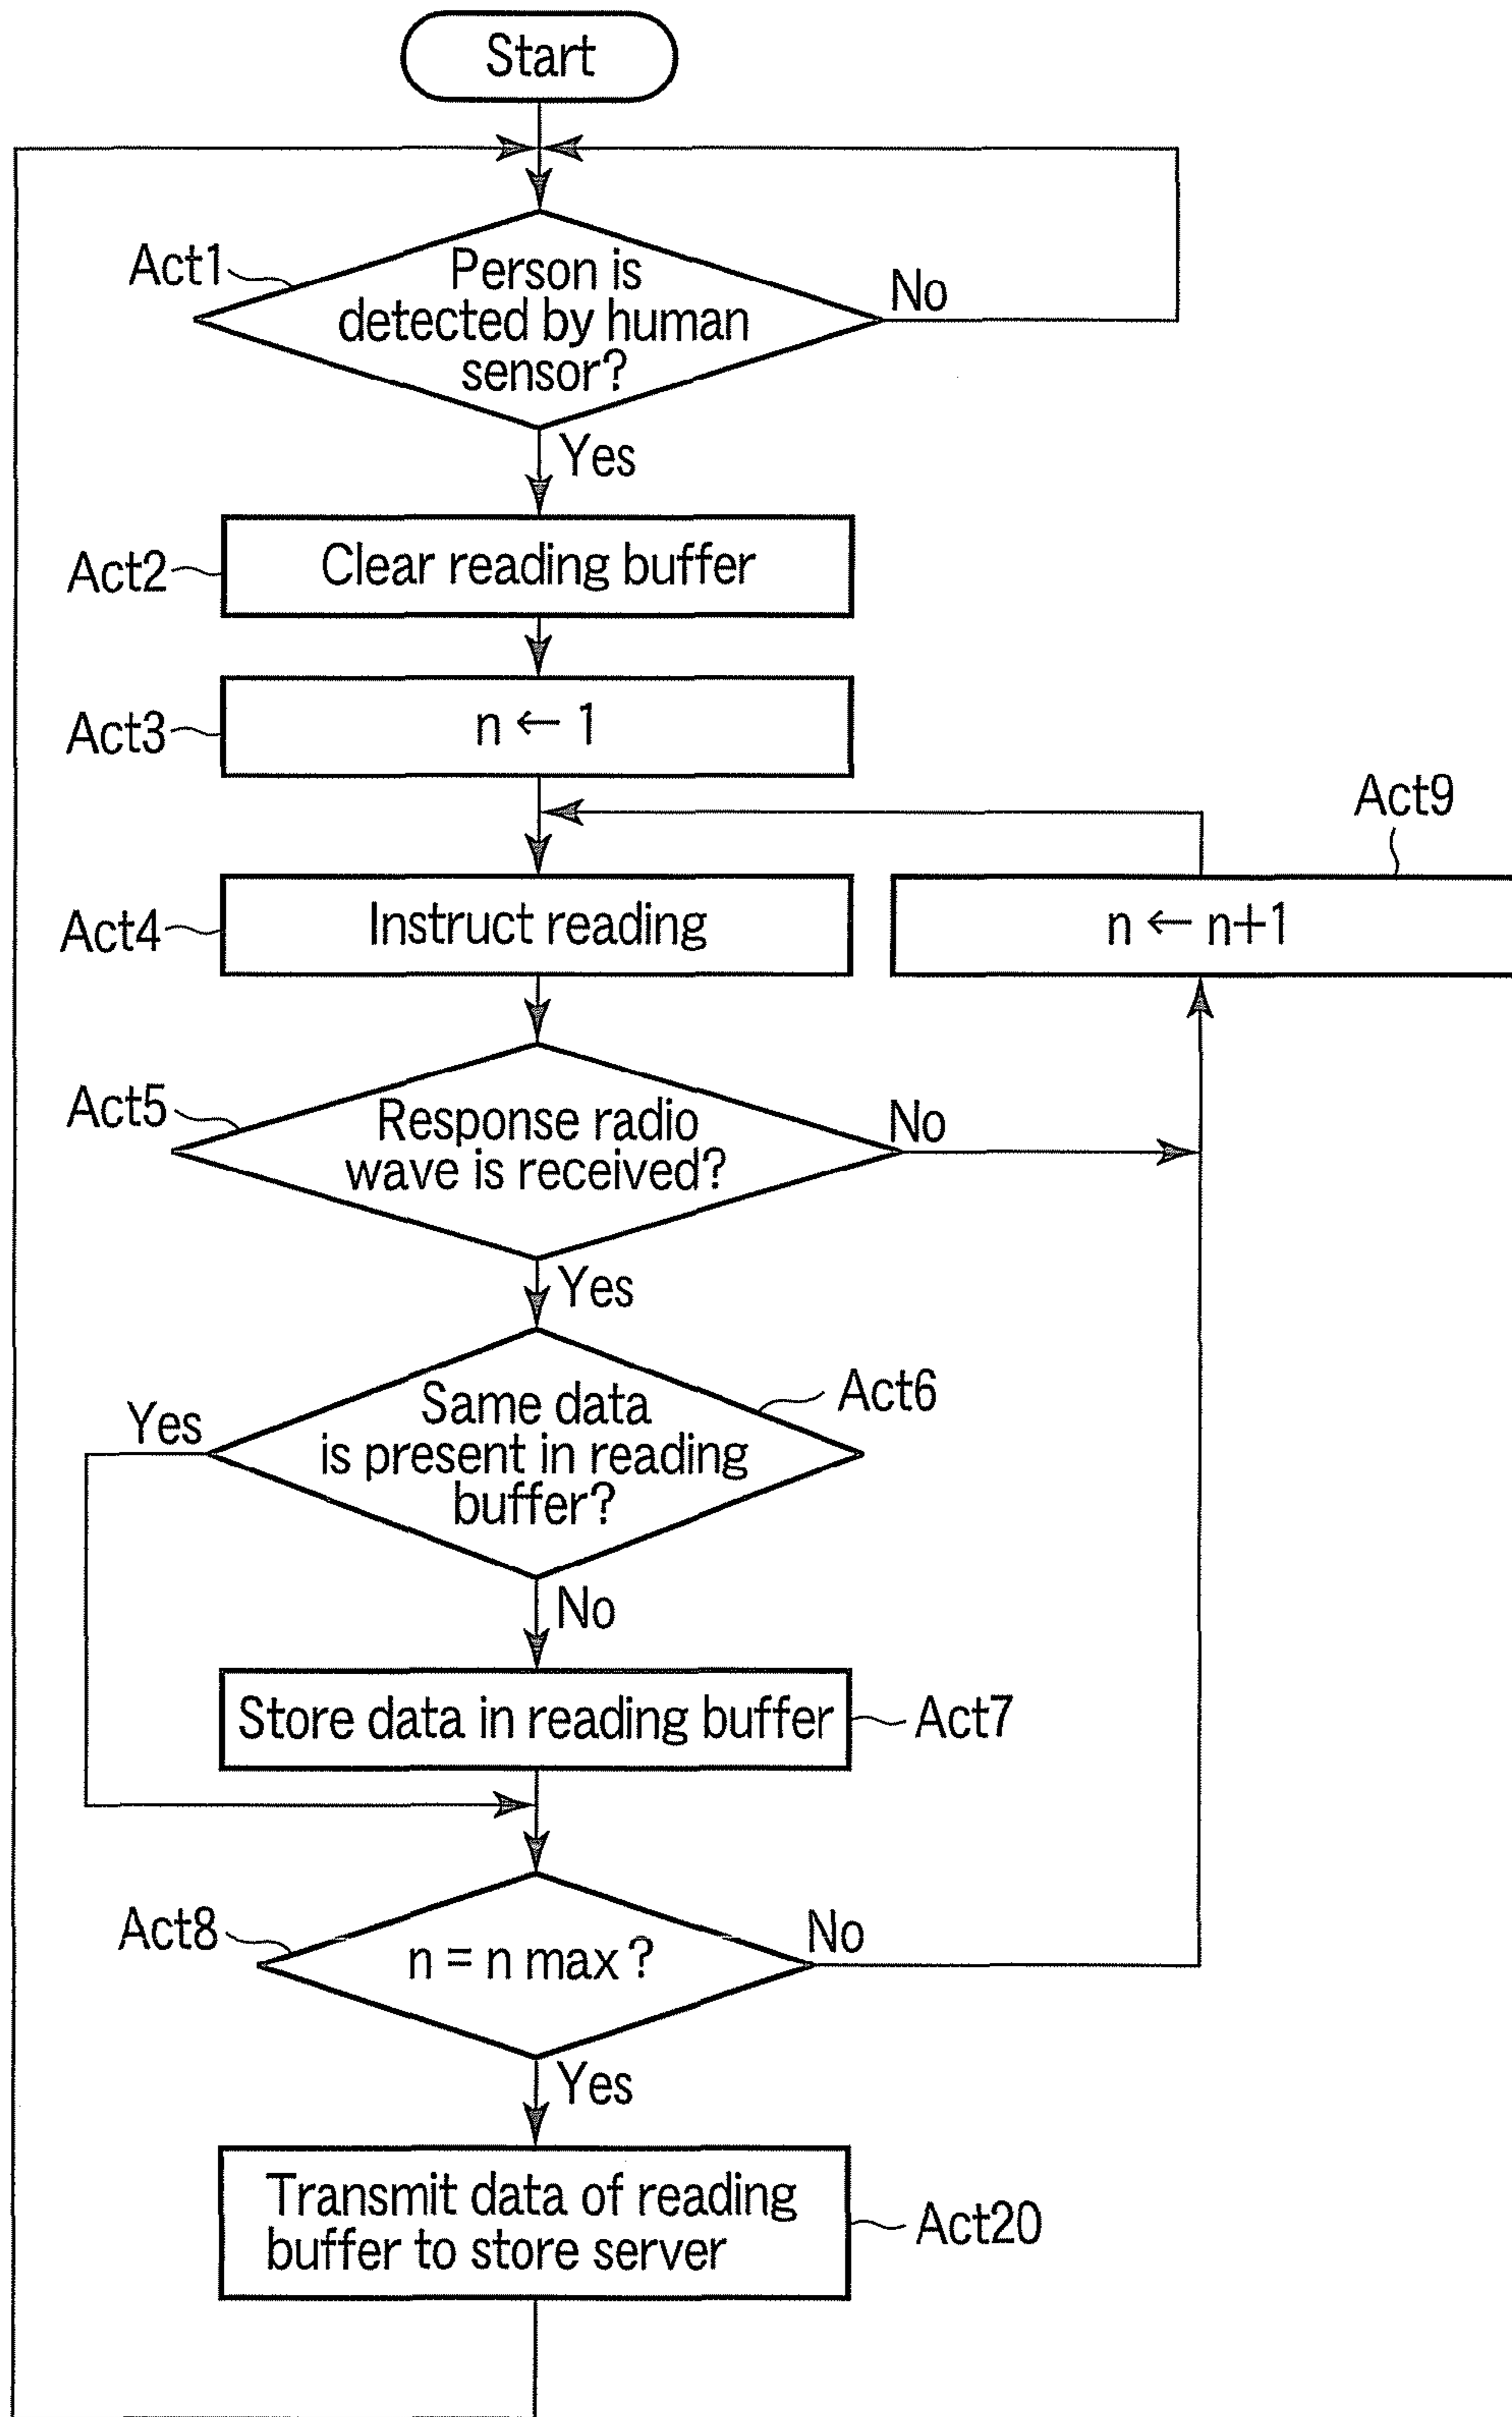 Start
Act1
Person is
detected by human
sensor?
No
Yes
Act2
Clear reading buffer
Act3
n ← 1
Act9
Act4
Instruct reading
n ← n+1
Act5
Response radio
wave is received?
No
Yes
Act6
Same data
is present in reading
buffer?
Yes
No
Store data in reading buffer
Act7
Act8
n = n max ?
No
Yes
Transmit data of reading
buffer to store server
Act20